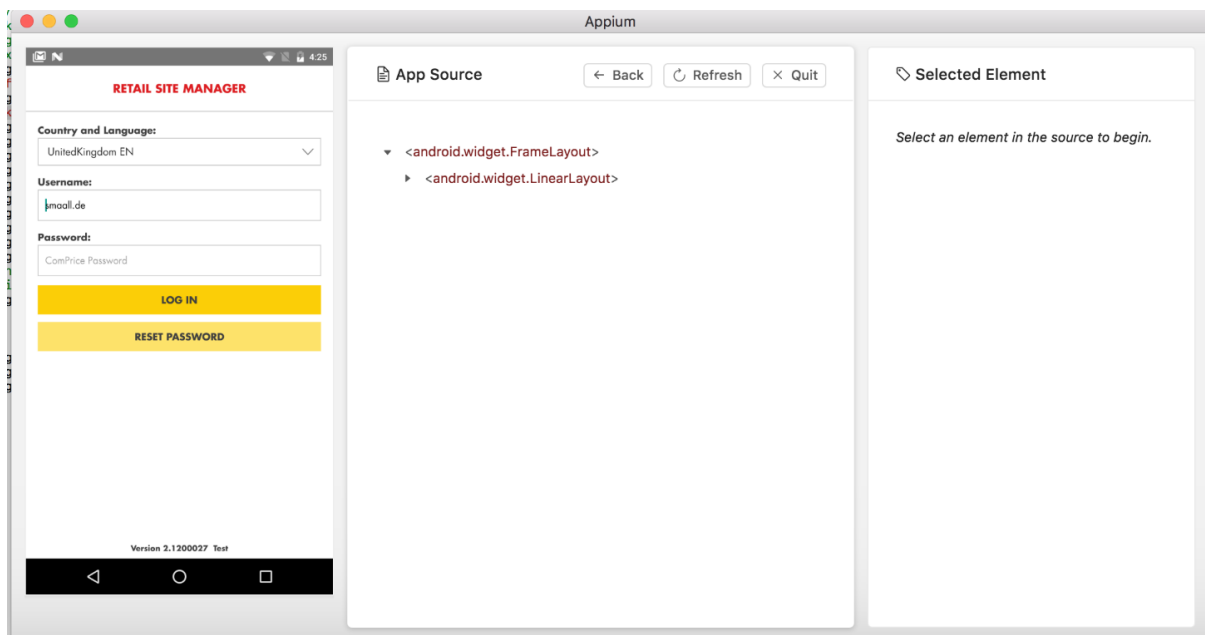 Appium
4:25
RETAIL SITE MANAGER
Country and Language:
UnitedKingdom EN
Username:
smaall.de
Password:
ComPrice Password
LOG IN
RESET PASSWORD
Version 2.1200027 Test
App Source
← Back
Refresh
× Quit
<android.widget.FrameLayout>
<android.widget.LinearLayout>
Selected Element
Select an element in the source to begin.